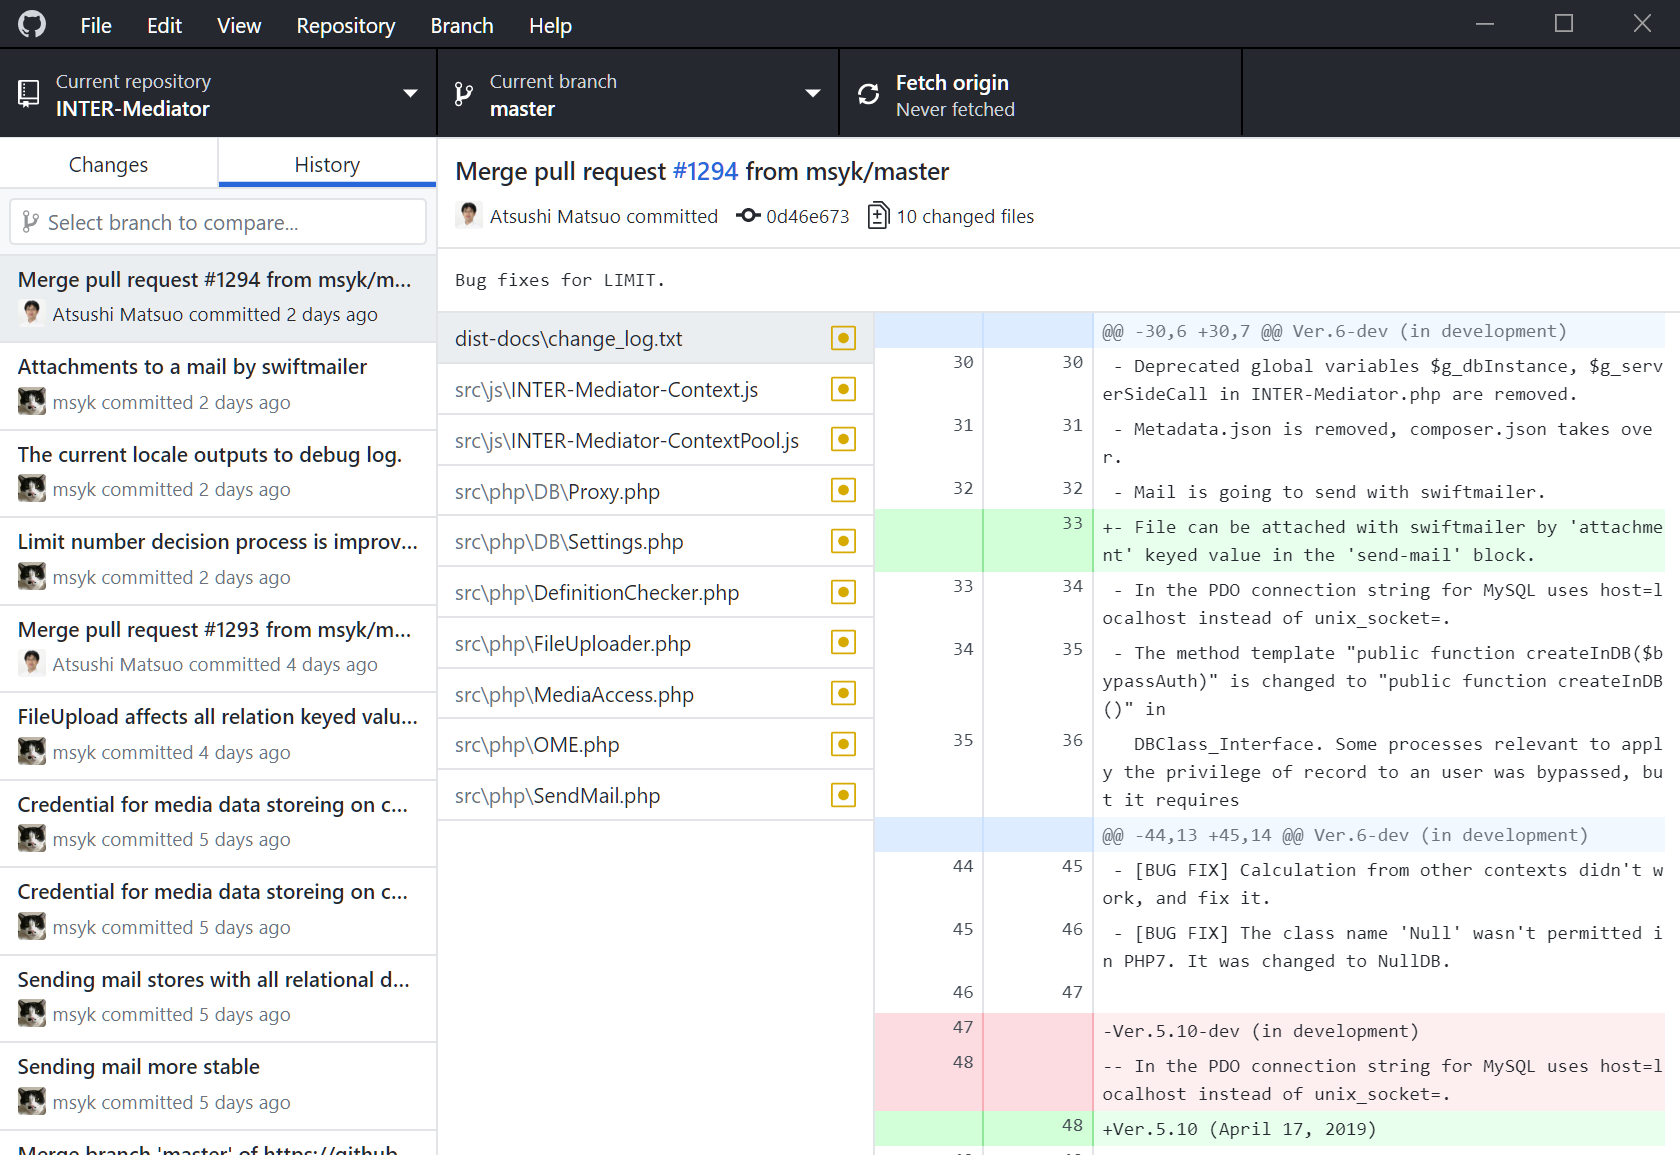 File Edit View Repository Branch Help
Current repository
INTER-Mediator
Current branch
master
Fetch origin
Never fetched
Changes
History
Select branch to compare...
Merge pull request #1294 from msyk/m...
Atsushi Matsuo committed 2 days ago
Attachments to a mail by swiftmailer
msyk committed 2 days ago
The current locale outputs to debug log.
msyk committed 2 days ago
Limit number decision process is improv...
msyk committed 2 days ago
Merge pull request #1293 from msyk/m...
Atsushi Matsuo committed 4 days ago
FileUpload affects all relation keyed valu...
msyk committed 4 days ago
Credential for media data storeing on c...
msyk committed 5 days ago
Credential for media data storeing on c...
msyk committed 5 days ago
Sending mail stores with all relational d...
msyk committed 5 days ago
Sending mail more stable
msyk committed 5 days ago
Merge branch 'master' of https://github
Merge pull request #1294 from msyk/master
Atsushi Matsuo committed 0d46e673 10 changed files
Bug fixes for LIMIT.
dist-docs\change_log.txt
src\js\INTER-Mediator-Context.js
src\js\INTER-Mediator-ContextPool.js
src\php\DB\Proxy.php
src\php\DB\Settings.php
src\php\DefinitionChecker.php
src\php\FileUploader.php
src\php\MediaAccess.php
src\php\OME.php
src\php\SendMail.php
@@ -30,6 +30,7 @@ Ver.6-dev (in development)
30 30 - Deprecated global variables $g_dbInstance, $g_serv
erSideCall in INTER-Mediator.php are removed.
31 31 - Metadata.json is removed, composer.json takes ove
r.
32 32 - Mail is going to send with swiftmailer.
33 +- File can be attached with swiftmailer by 'attachme
nt' keyed value in the 'send-mail' block.
33 34 - In the PDO connection string for MySQL uses host=l
ocalhost instead of unix_socket=.
34 35 - The method template "public function createInDB($b
ypassAuth)" is changed to "public function createInDB
()" in
35 36 DBClass_Interface. Some processes relevant to appl
y the privilege of record to an user was bypassed, bu
t it requires
@@ -44,13 +45,14 @@ Ver.6-dev (in development)
44 45 - [BUG FIX] Calculation from other contexts didn't w
ork, and fix it.
45 46 - [BUG FIX] The class name 'Null' wasn't permitted i
n PHP7. It was changed to NullDB.
46 47
47 -Ver.5.10-dev (in development)
48 -- In the PDO connection string for MySQL uses host=l
ocalhost instead of unix_socket=.
48 +Ver.5.10 (April 17, 2019)